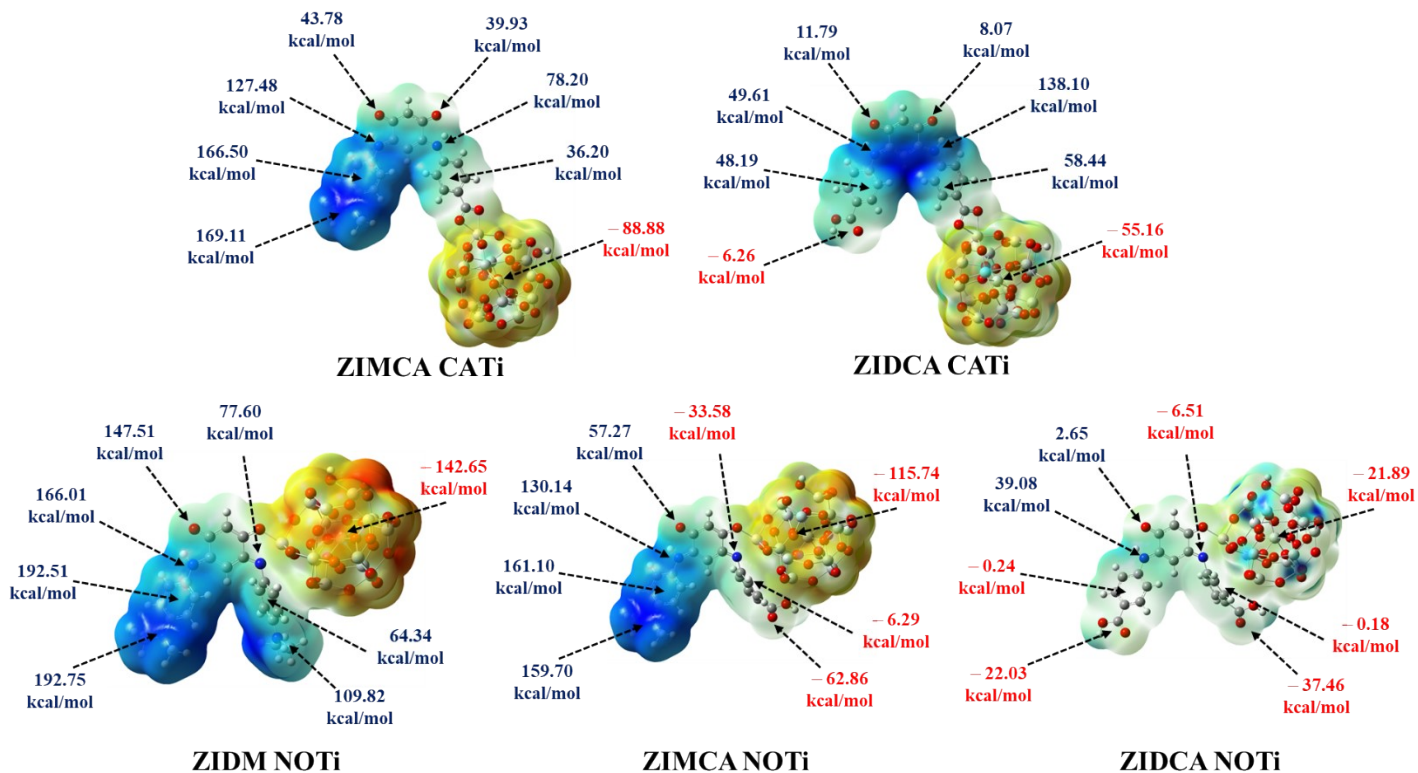 43.78
kcal/mol
39.93
kcal/mol
127.48
kcal/mol
78.20
kcal/mol
166.50
kcal/mol
36.20
kcal/mol
169.11
kcal/mol
– 88.88
kcal/mol
ZIMCA CATi
11.79
kcal/mol
8.07
kcal/mol
49.61
kcal/mol
138.10
kcal/mol
48.19
kcal/mol
58.44
kcal/mol
– 6.26
kcal/mol
– 55.16
kcal/mol
ZIDCA CATi
77.60
kcal/mol
147.51
kcal/mol
– 142.65
kcal/mol
166.01
kcal/mol
192.51
kcal/mol
64.34
kcal/mol
192.75
kcal/mol
109.82
kcal/mol
ZIDM NOTi
– 33.58
kcal/mol
57.27
kcal/mol
– 115.74
kcal/mol
130.14
kcal/mol
161.10
kcal/mol
– 6.29
kcal/mol
159.70
kcal/mol
– 62.86
kcal/mol
ZIMCA NOTi
– 6.51
kcal/mol
2.65
kcal/mol
– 21.89
kcal/mol
39.08
kcal/mol
– 0.24
kcal/mol
– 0.18
kcal/mol
– 22.03
kcal/mol
– 37.46
kcal/mol
ZIDCA NOTi